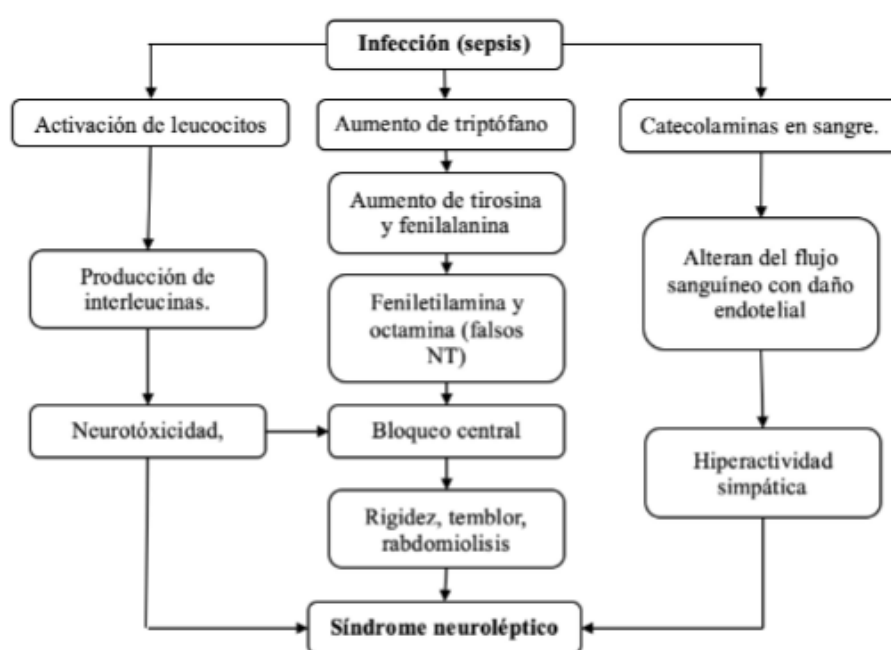 Infección (sepsis)
Activación de leucocitos
Aumento de triptófano
Catecolaminas en sangre.
Aumento de tirosina
y fenilalanina
Producción de
interleucinas.
Feniletilamina y
octamina (falsos
NT)
Alteran del flujo
sanguíneo con daño
endotelial
Neurotóxicidad,
Bloqueo central
Hiperactividad
simpática
Rigidez, temblor,
rabdomiolisis
Síndrome neuroléptico